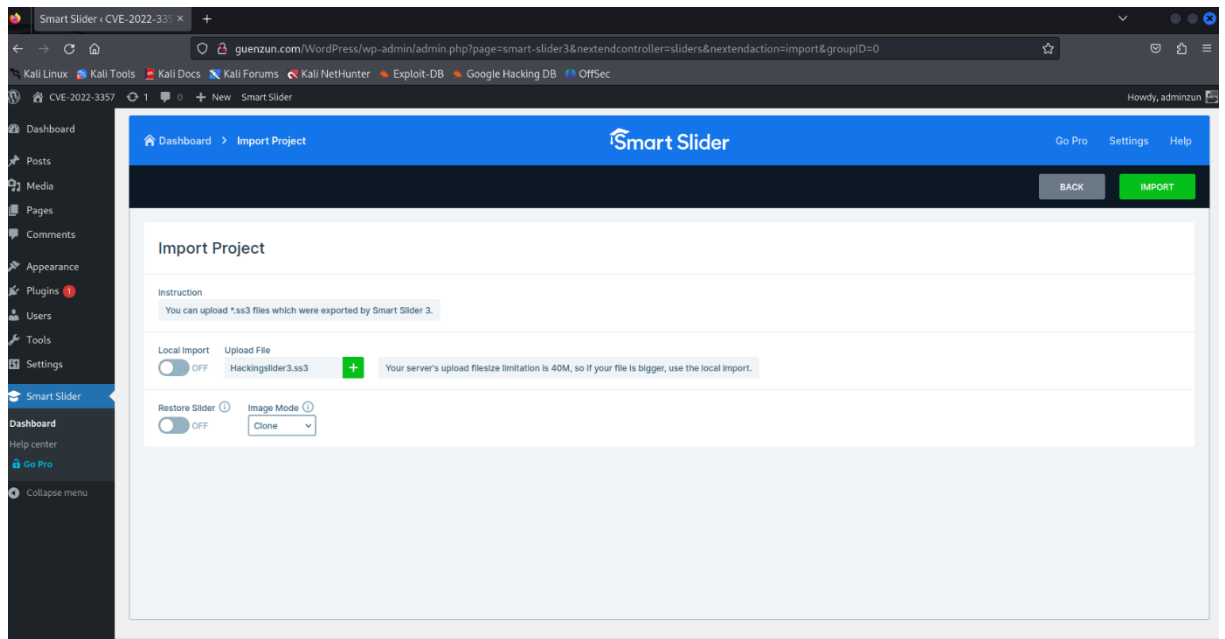 Smart Slider ‹ CVE-2022-335
guenzun.com/WordPress/wp-admin/admin.php?page=smart-slider3&nextendcontroller=sliders&nextendaction=import&groupID=0
Kali Linux Kali Tools Kali Docs Kali Forums Kali NetHunter Exploit-DB Google Hacking DB OffSec
CVE-2022-3357 1 0 + New Smart Slider Howdy, adminzun
Dashboard
Posts
Media
Pages
Comments
Appearance
Plugins 1
Users
Tools
Settings
Smart Slider
Dashboard
Help center
Go Pro
Collapse menu
Dashboard > Import Project
Smart Slider
Go Pro Settings Help
BACK IMPORT
Import Project
Instruction
You can upload *.ss3 files which were exported by Smart Slider 3.
Local Import Upload File
OFF Hackingslider3.ss3 + Your server's upload filesize limitation is 40M, so if your file is bigger, use the local import.
Restore Slider Image Mode
OFF Clone